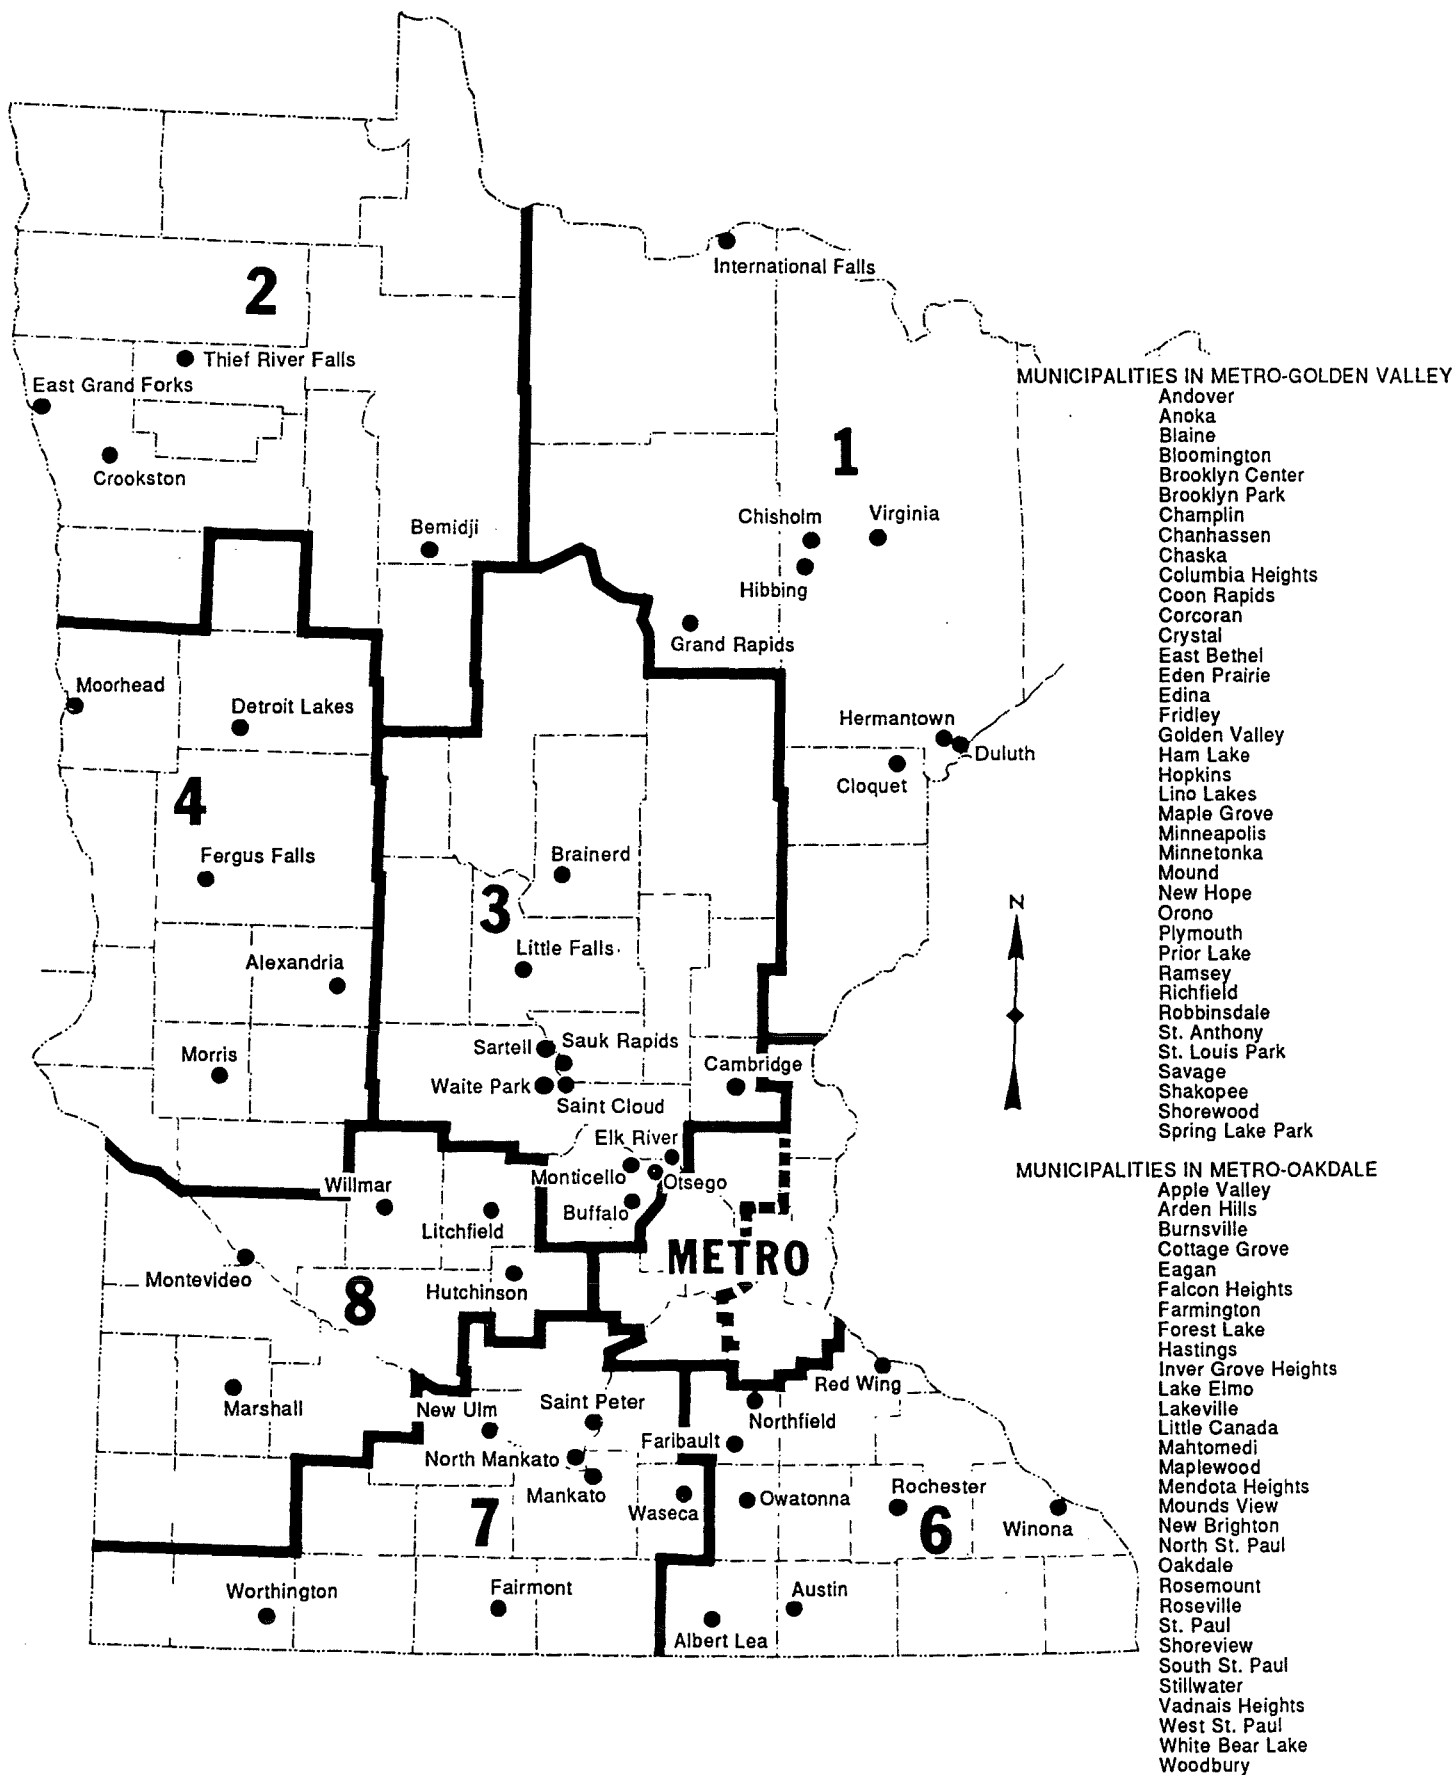 International Falls
2
Thief River Falls
East Grand Forks
Crookston
Bemidji
1
Chisholm
Virginia
Hibbing
Grand Rapids
Moorhead
Detroit Lakes
Hermantown
Duluth
Cloquet
4
Fergus Falls
Brainerd
3
Little Falls
Alexandria
Sartell
Sauk Rapids
Morris
Waite Park
Cambridge
Saint Cloud
Elk River
Monticello
Otsego
Willmar
Buffalo
Litchfield
METRO
Montevideo
Hutchinson
8
Red Wing
Marshall
New Ulm
Saint Peter
Northfield
Faribault
North Mankato
Mankato
Waseca
Owatonna
Rochester
Winona
7
6
Worthington
Fairmont
Austin
Albert Lea
N
MUNICIPALITIES IN METRO-GOLDEN VALLEY
Andover
Anoka
Blaine
Bloomington
Brooklyn Center
Brooklyn Park
Champlin
Chanhassen
Chaska
Columbia Heights
Coon Rapids
Corcoran
Crystal
East Bethel
Eden Prairie
Edina
Fridley
Golden Valley
Ham Lake
Hopkins
Lino Lakes
Maple Grove
Minneapolis
Minnetonka
Mound
New Hope
Orono
Plymouth
Prior Lake
Ramsey
Richfield
Robbinsdale
St. Anthony
St. Louis Park
Savage
Shakopee
Shorewood
Spring Lake Park
MUNICIPALITIES IN METRO-OAKDALE
Apple Valley
Arden Hills
Burnsville
Cottage Grove
Eagan
Falcon Heights
Farmington
Forest Lake
Hastings
Inver Grove Heights
Lake Elmo
Lakeville
Little Canada
Mahtomedi
Maplewood
Mendota Heights
Mounds View
New Brighton
North St. Paul
Oakdale
Rosemount
Roseville
St. Paul
Shoreview
South St. Paul
Stillwater
Vadnais Heights
West St. Paul
White Bear Lake
Woodbury